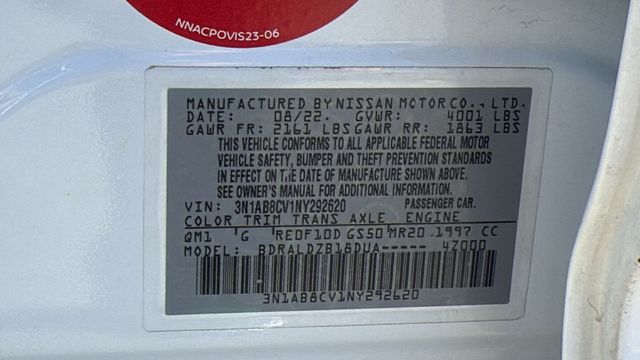 NNACPOVIS23-06
MANUFACTURED BY NISSAN MOTOR CO., LTD.
DATE: 08/22. GVWR: 4001 LBS
GAWR FR: 2161 LBS GAWR RR: 1863 LBS
THIS VEHICLE CONFORMS TO ALL APPLICABLE FEDERAL MOTOR
VEHICLE SAFETY, BUMPER AND THEFT PREVENTION STANDARDS
IN EFFECT ON THE DATE OF MANUFACTURE SHOWN ABOVE.
SEE OWNER'S MANUAL FOR ADDITIONAL INFORMATION.
VIN: 3N1AB8CV1NY292620 PASSENGER CAR.
COLOR TRIM TRANS AXLE ENGINE
QM1 G RE0F10D GS50 MR20 .1997 CC
MODEL: BDRALDZB18DUA----- 4Z000
3N1AB8CV1NY292620